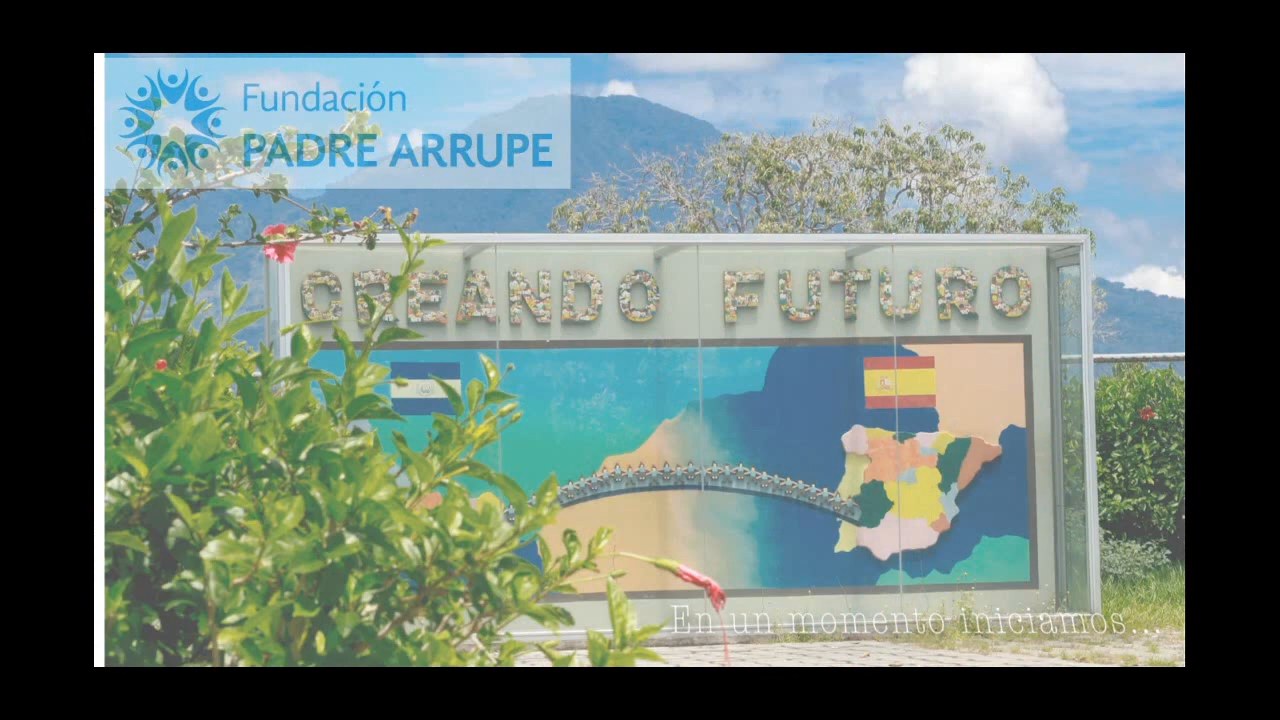 Fundación
PADRE ARRUPE
CREANDO FUTURO
En un momento iniciamos...